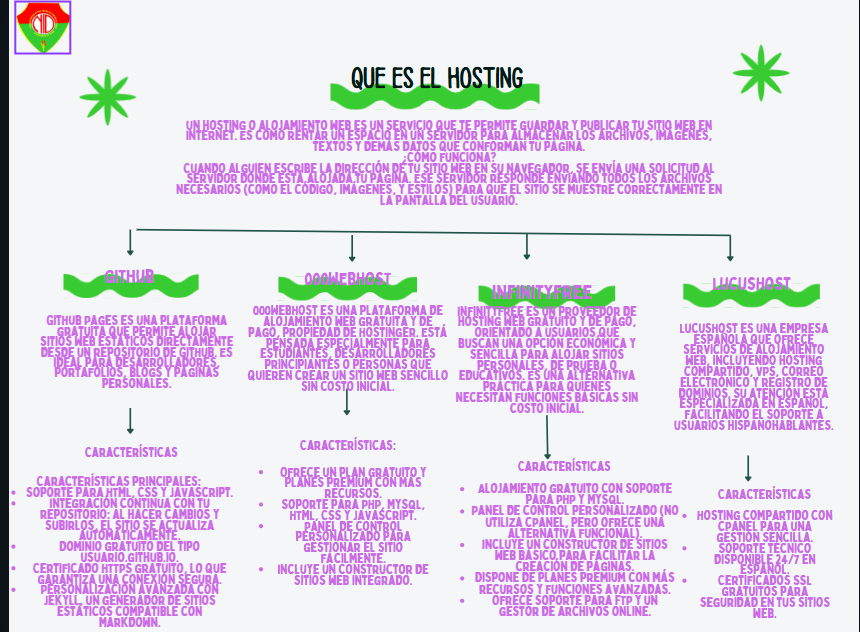 QUE ES EL HOSTING
UN HOSTING O ALOJAMIENTO WEB ES UN SERVICIO QUE TE PERMITE GUARDAR Y PUBLICAR TU SITIO WEB EN
INTERNET. ES COMO RENTAR UN ESPACIO EN UN SERVIDOR PARA ALMACENAR LOS ARCHIVOS, IMÁGENES,
TEXTOS Y DEMÁS DATOS QUE CONFORMAN TU PÁGINA.
¿CÓMO FUNCIONA?
CUANDO ALGUIEN ESCRIBE LA DIRECCIÓN DE TU SITIO WEB EN SU NAVEGADOR, SE ENVÍA UNA SOLICITUD AL
SERVIDOR DONDE ESTÁ ALOJADA TU PÁGINA. ESE SERVIDOR RESPONDE ENVIANDO TODOS LOS ARCHIVOS
NECESARIOS (COMO EL CÓDIGO, IMÁGENES, Y ESTILOS) PARA QUE EL SITIO SE MUESTRE CORRECTAMENTE EN
LA PANTALLA DEL USUARIO.
GITHUB
GITHUB PAGES ES UNA PLATAFORMA
GRATUITA QUE PERMITE ALOJAR
SITIOS WEB ESTÁTICOS DIRECTAMENTE
DESDE UN REPOSITORIO DE GITHUB. ES
IDEAL PARA DESARROLLADORES,
PORTAFOLIOS, BLOGS Y PÁGINAS
PERSONALES.
CARACTERÍSTICAS
CARACTERÍSTICAS PRINCIPALES:
• SOPORTE PARA HTML, CSS Y JAVASCRIPT.
• INTEGRACIÓN CONTINUA CON TU
REPOSITORIO: AL HACER CAMBIOS Y
SUBIRLOS, EL SITIO SE ACTUALIZA
AUTOMÁTICAMENTE.
• DOMINIO GRATUITO DEL TIPO
USUARIO.GITHUB.IO.
• CERTIFICADO HTTPS GRATUITO, LO QUE
GARANTIZA UNA CONEXIÓN SEGURA.
• PERSONALIZACIÓN AVANZADA CON
JEKYLL, UN GENERADOR DE SITIOS
ESTÁTICOS COMPATIBLE CON
MARKDOWN.
000WEBHOST
000WEBHOST ES UNA PLATAFORMA DE
ALOJAMIENTO WEB GRATUITA Y DE
PAGO, PROPIEDAD DE HOSTINGER. ESTÁ
PENSADA ESPECIALMENTE PARA
ESTUDIANTES, DESARROLLADORES
PRINCIPIANTES O PERSONAS QUE
QUIEREN CREAR UN SITIO WEB SENCILLO
SIN COSTO INICIAL.
CARACTERÍSTICAS:
• OFRECE UN PLAN GRATUITO Y
PLANES PREMIUM CON MÁS
RECURSOS.
• SOPORTE PARA PHP, MYSQL,
HTML, CSS Y JAVASCRIPT.
• PANEL DE CONTROL
PERSONALIZADO PARA
GESTIONAR EL SITIO
FÁCILMENTE.
• INCLUYE UN CONSTRUCTOR DE
SITIOS WEB INTEGRADO.
INFINITYFREE
INFINITYFREE ES UN PROVEEDOR DE
HOSTING WEB GRATUITO Y DE PAGO,
ORIENTADO A USUARIOS QUE
BUSCAN UNA OPCIÓN ECONÓMICA Y
SENCILLA PARA ALOJAR SITIOS
PERSONALES, DE PRUEBA O
EDUCATIVOS. ES UNA ALTERNATIVA
PRÁCTICA PARA QUIENES
NECESITAN FUNCIONES BÁSICAS SIN
COSTO INICIAL.
CARACTERÍSTICAS
• ALOJAMIENTO GRATUITO CON SOPORTE
PARA PHP Y MYSQL.
• PANEL DE CONTROL PERSONALIZADO (NO
UTILIZA CPANEL, PERO OFRECE UNA
ALTERNATIVA FUNCIONAL).
• INCLUYE UN CONSTRUCTOR DE SITIOS
WEB BÁSICO PARA FACILITAR LA
CREACIÓN DE PÁGINAS.
• DISPONE DE PLANES PREMIUM CON MÁS
RECURSOS Y FUNCIONES AVANZADAS.
• OFRECE SOPORTE PARA FTP Y UN
GESTOR DE ARCHIVOS ONLINE.
LUCUSHOST
LUCUSHOST ES UNA EMPRESA
ESPAÑOLA QUE OFRECE
SERVICIOS DE ALOJAMIENTO
WEB, INCLUYENDO HOSTING
COMPARTIDO, VPS, CORREO
ELECTRÓNICO Y REGISTRO DE
DOMINIOS. SU ATENCIÓN ESTÁ
ESPECIALIZADA EN ESPAÑOL,
FACILITANDO EL SOPORTE A
USUARIOS HISPANOHABLANTES.
CARACTERÍSTICAS
• HOSTING COMPARTIDO CON
CPANEL PARA UNA
GESTIÓN SENCILLA.
• SOPORTE TÉCNICO
DISPONIBLE 24/7 EN
ESPAÑOL.
• CERTIFICADOS SSL
GRATUITOS PARA
SEGURIDAD EN TUS SITIOS
WEB.